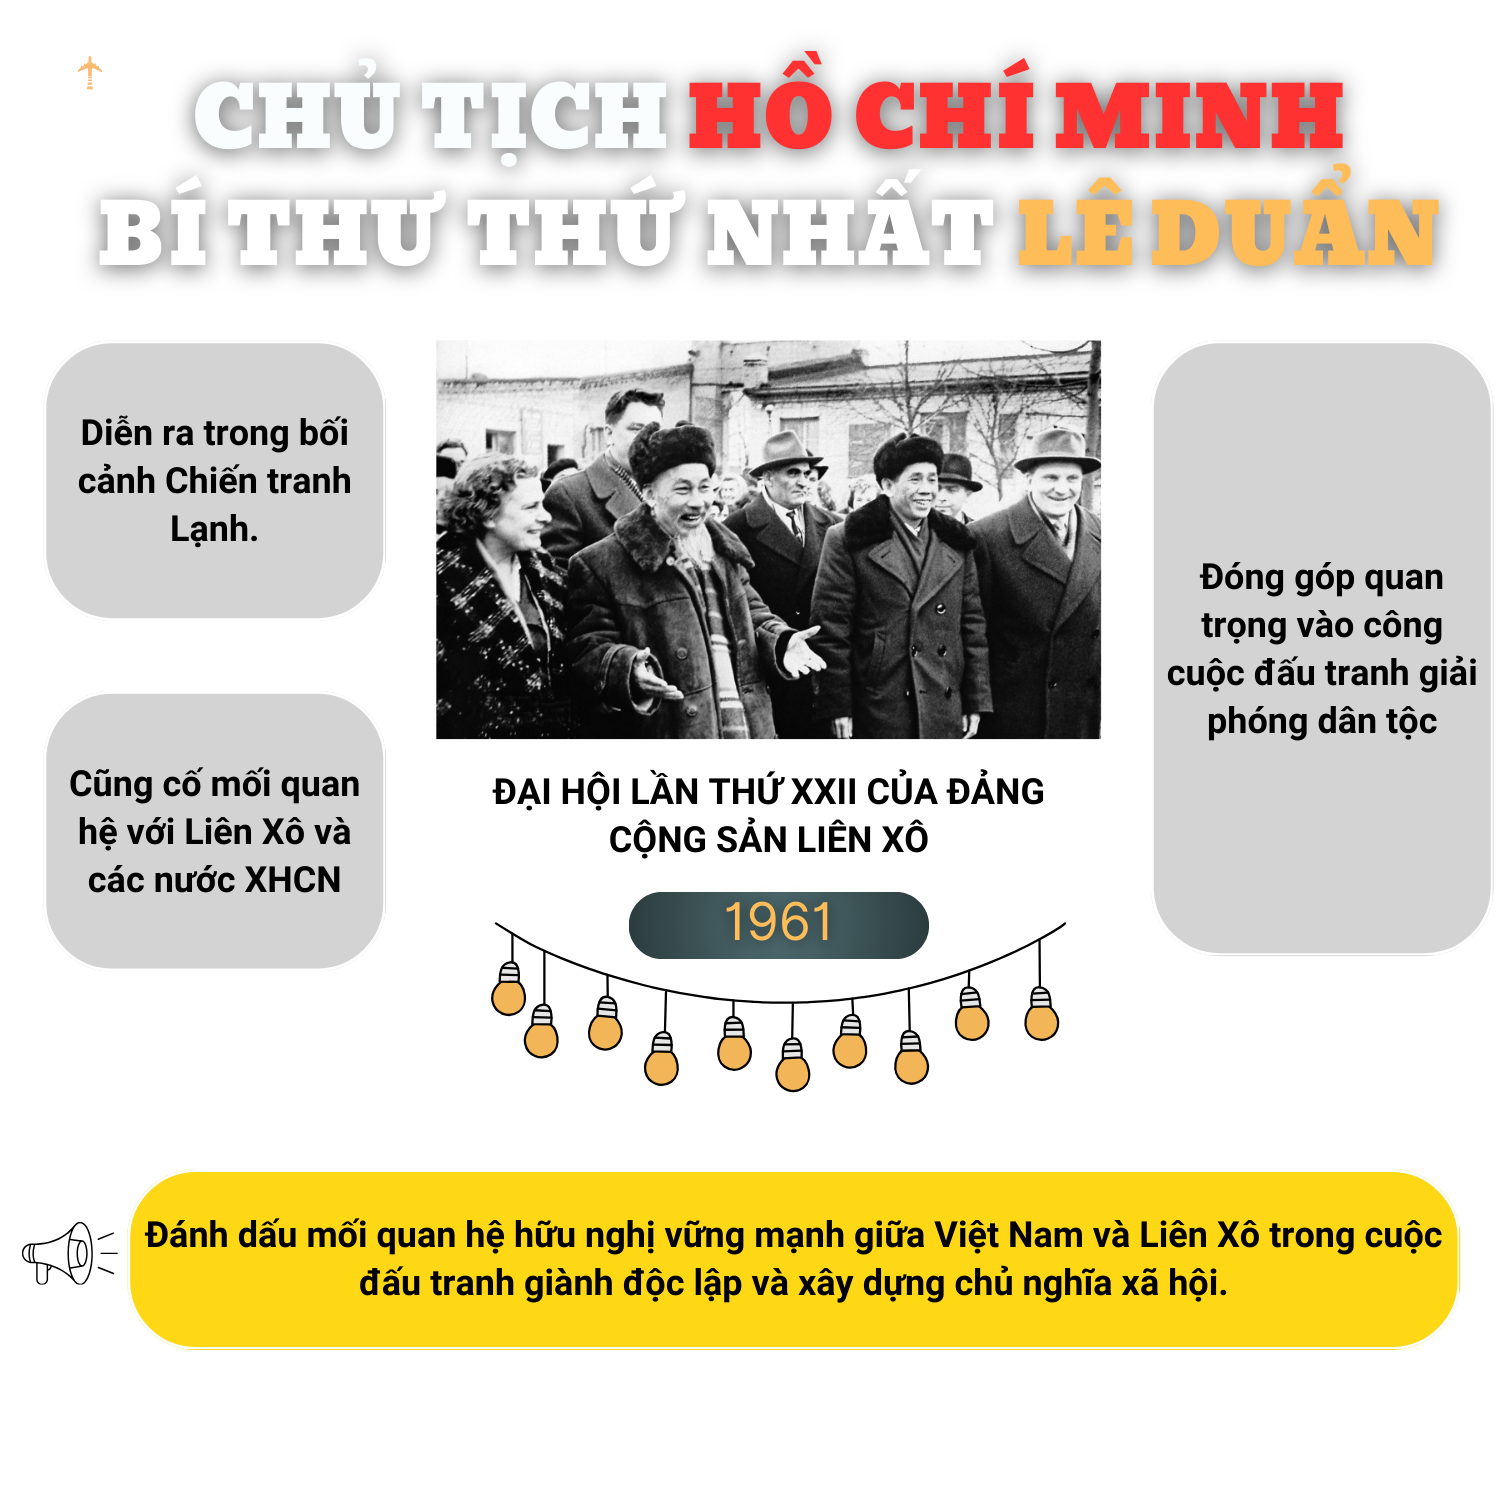 CHỦ TỊCH HỒ CHÍ MINH
BÍ THƯ THỨ NHẤT LÊ DUẨN
Diễn ra trong bối
cảnh Chiến tranh
Lạnh.
Cũng cố mối quan
hệ với Liên Xô và
các nước XHCN
ĐẠI HỘI LẦN THỨ XXII CỦA ĐẢNG
CỘNG SẢN LIÊN XÔ
1961
Đóng góp quan
trọng vào công
cuộc đấu tranh giải
phóng dân tộc
Đánh dấu mối quan hệ hữu nghị vững mạnh giữa Việt Nam và Liên Xô trong cuộc
đấu tranh giành độc lập và xây dựng chủ nghĩa xã hội.